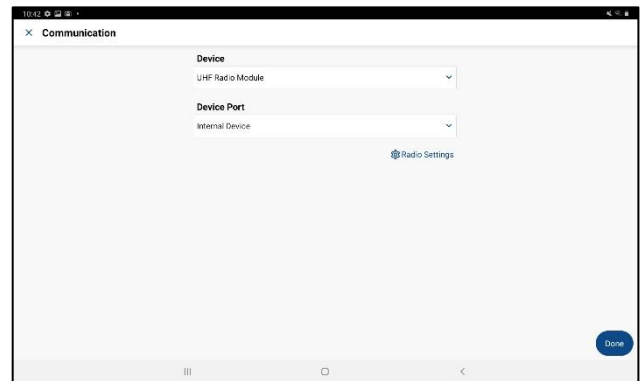 10:42
Communication
Device
UHF Radio Module
Device Port
Internal Device
Radio Settings
Done